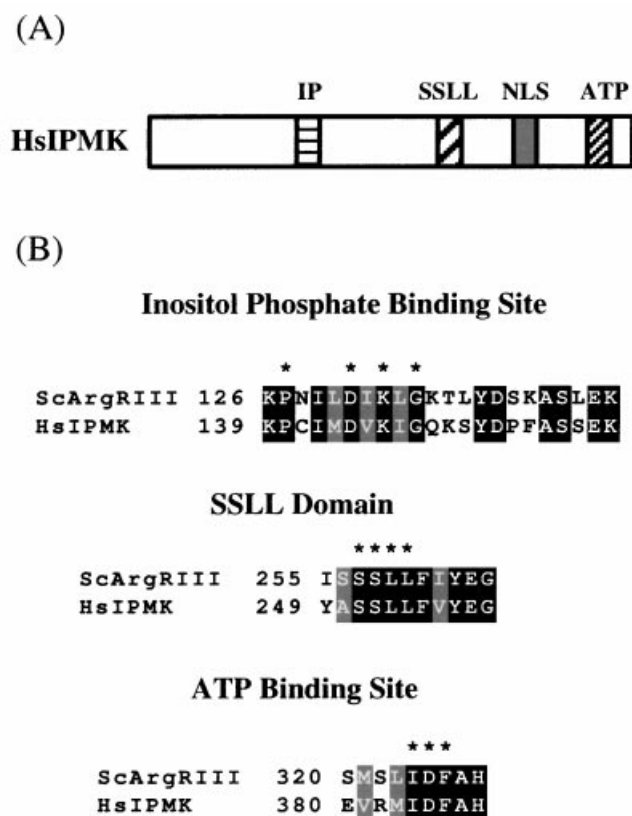 (A)
IP SSLL NLS ATP
HsIPMK
(B)
Inositol Phosphate Binding Site
* * * *
ScArgRIII 126 KPNILDIKLGKTLYDSKASLEK
HsIPMK 139 KPCIMDVKIGQKSYDPFASSEK
SSLL Domain
****
ScArgRIII 255 ISSSLLFIYEG
HsIPMK 249 YASSLLFVYEG
ATP Binding Site
***
ScArgRIII 320 SMSLIDFAH
HsIPMK 380 EVRMIDFAH